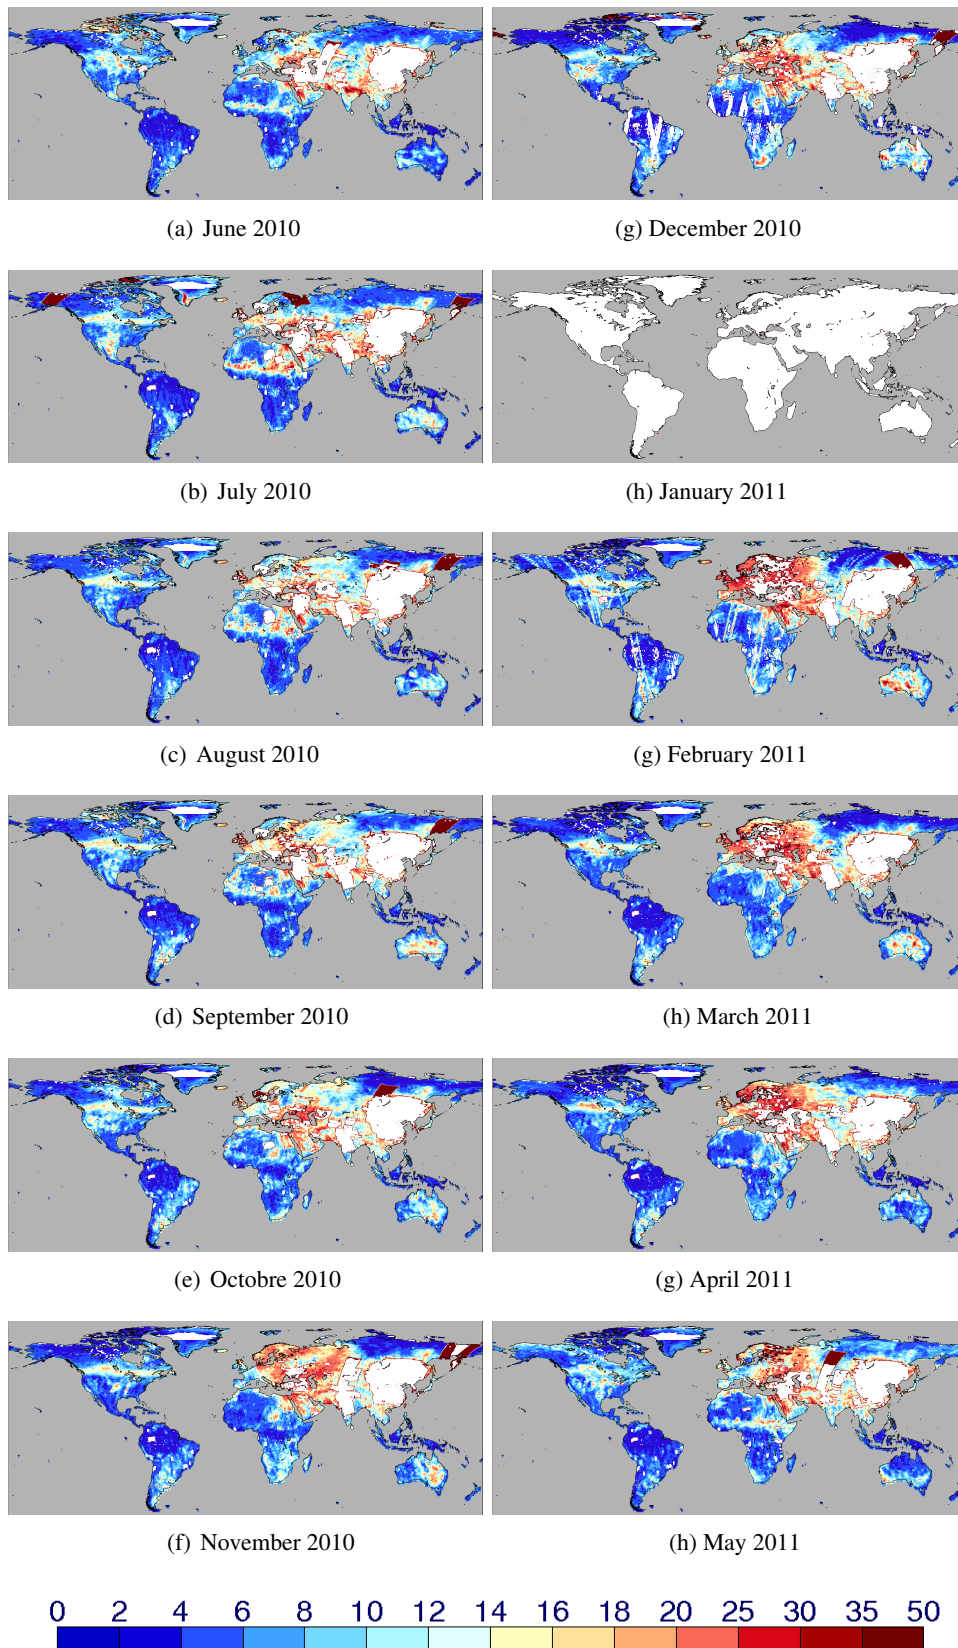 (a) June 2010
(g) December 2010
(b) July 2010
(h) January 2011
(c) August 2010
(g) February 2011
(d) September 2010
(h) March 2011
(e) Octobre 2010
(g) April 2011
(f) November 2010
(h) May 2011
0 2 4 6 8 10 12 14 16 18 20 25 30 35 50